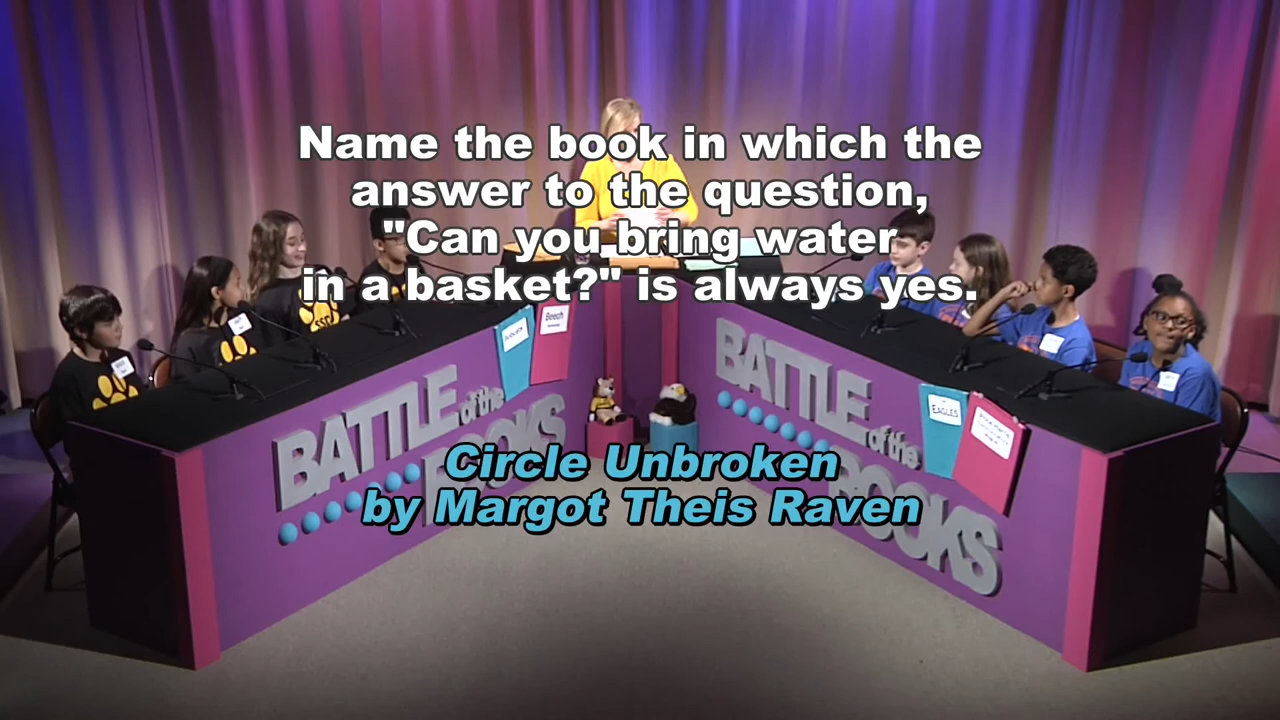 Name the book in which the
answer to the question,
"Can you bring water
in a basket?" is always yes.
Circle Unbroken
by Margot Theis Raven
BATTLE
of the
BOOKS
Beech
BATTLE
of the
BOOKS
EAGLES